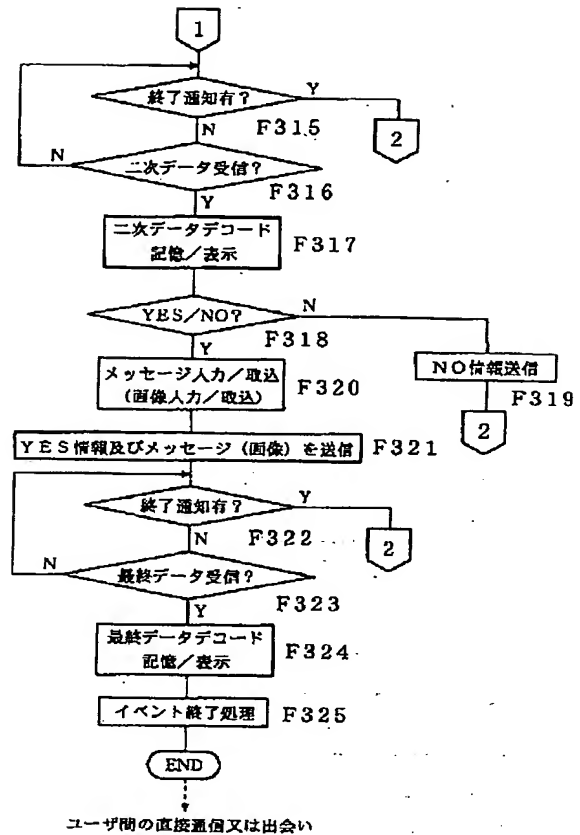 1
終了通知有?
Y
N
F315
2
N
二次データ受信?
F316
Y
二次データデコード
記憶/表示
F317
YES/NO?
N
F318
Y
メッセージ入力/取込
(画像入力/取込)
F320
NO情報送信
F319
2
YES情報及びメッセージ(画像)を送信
F321
終了通知有?
Y
N
F322
2
N
最終データ受信?
F323
Y
最終データデコード
記憶/表示
F324
イベント終了処理
F325
END
ユーザ間の直接通信又は出会い